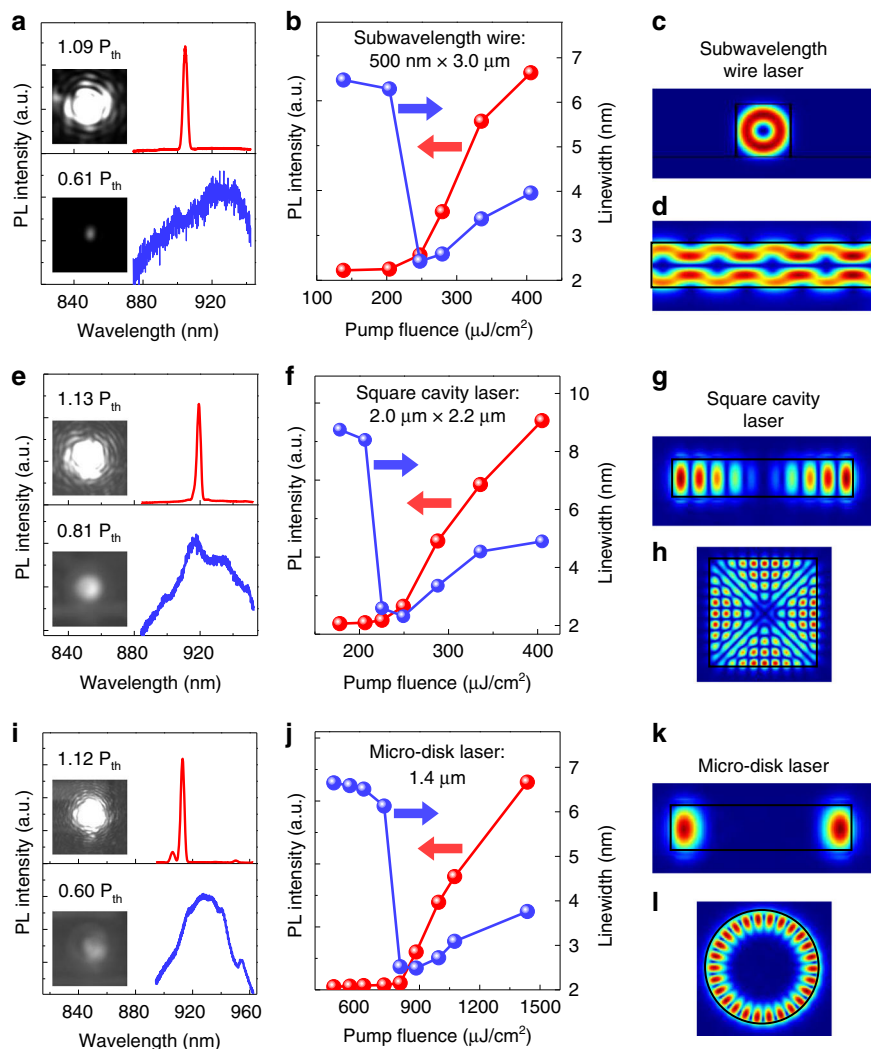 a
1.09 Pth
0.61 Pth
PL intensity (a.u.)
840 880 920
Wavelength (nm)
b
Subwavelength wire:
500 nm × 3.0 μm
PL intensity (a.u.)
7
6
5
4
3
2
Linewidth (nm)
100 200 300 400
Pump fluence (μJ/cm²)
c
Subwavelength
wire laser
d
e
1.13 Pth
0.81 Pth
PL intensity (a.u.)
840 880 920
Wavelength (nm)
f
Square cavity laser:
2.0 μm × 2.2 μm
PL intensity (a.u.)
10
8
6
4
2
Linewidth (nm)
200 300 400
Pump fluence (μJ/cm²)
g
Square cavity
laser
h
i
1.12 Pth
0.60 Pth
PL intensity (a.u.)
840 880 920 960
Wavelength (nm)
j
Micro-disk laser:
1.4 μm
PL intensity (a.u.)
7
6
5
4
3
2
Linewidth (nm)
600 900 1200 1500
Pump fluence (μJ/cm²)
k
Micro-disk laser
l